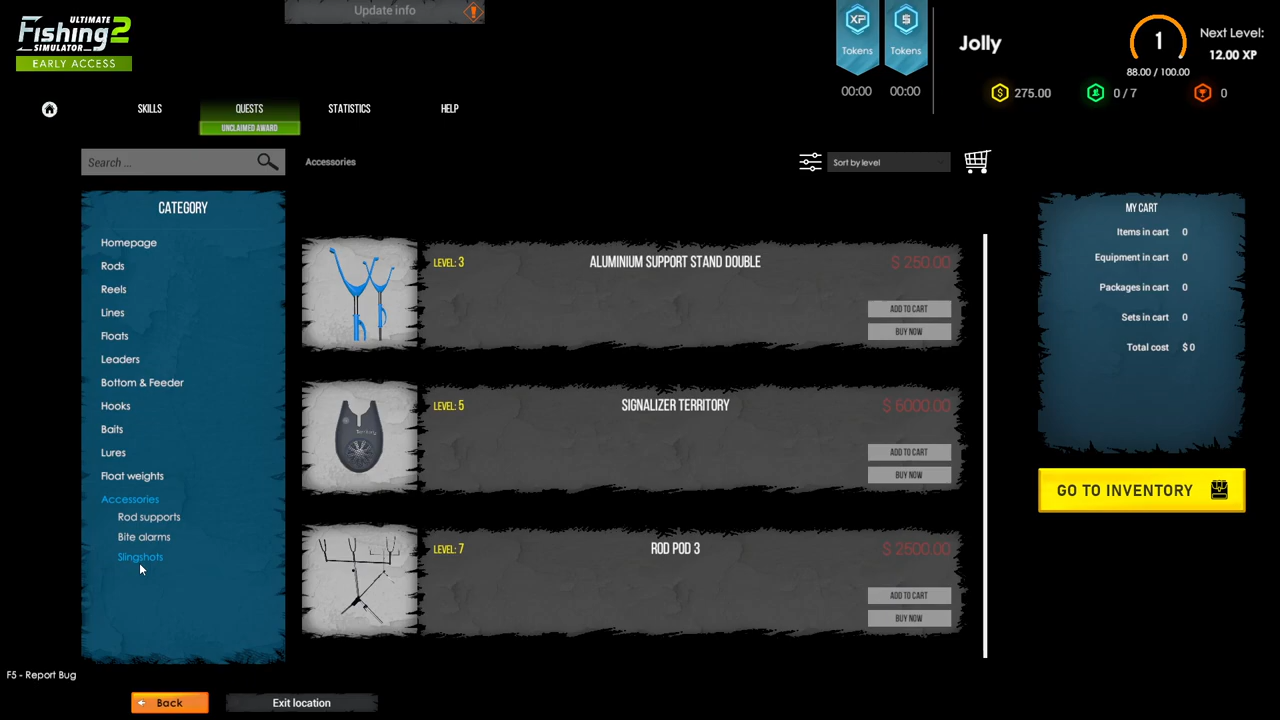 ULTIMATE
Fishing 2
SIMULATOR
EARLY ACCESS
Update info
XP
Tokens
00:00
$
Tokens
00:00
Jolly
1
88.00 / 100.00
Next Level:
12.00 XP
275.00
0 / 7
0
SKILLS
QUESTS
UNCLAIMED AWARD
STATISTICS
HELP
Search ...
Accessories
Sort by level
CATEGORY
Homepage
Rods
Reels
Lines
Floats
Leaders
Bottom & Feeder
Hooks
Baits
Lures
Float weights
Accessories
Rod supports
Bite alarms
Slingshots
LEVEL: 3
ALUMINIUM SUPPORT STAND DOUBLE
$ 250.00
ADD TO CART
BUY NOW
LEVEL: 5
SIGNALIZER TERRITORY
$ 6000.00
ADD TO CART
BUY NOW
LEVEL: 7
ROD POD 3
$ 2500.00
ADD TO CART
BUY NOW
MY CART
Items in cart 0
Equipment in cart 0
Packages in cart 0
Sets in cart 0
Total cost $ 0
GO TO INVENTORY
F5 - Report Bug
Back
Exit location